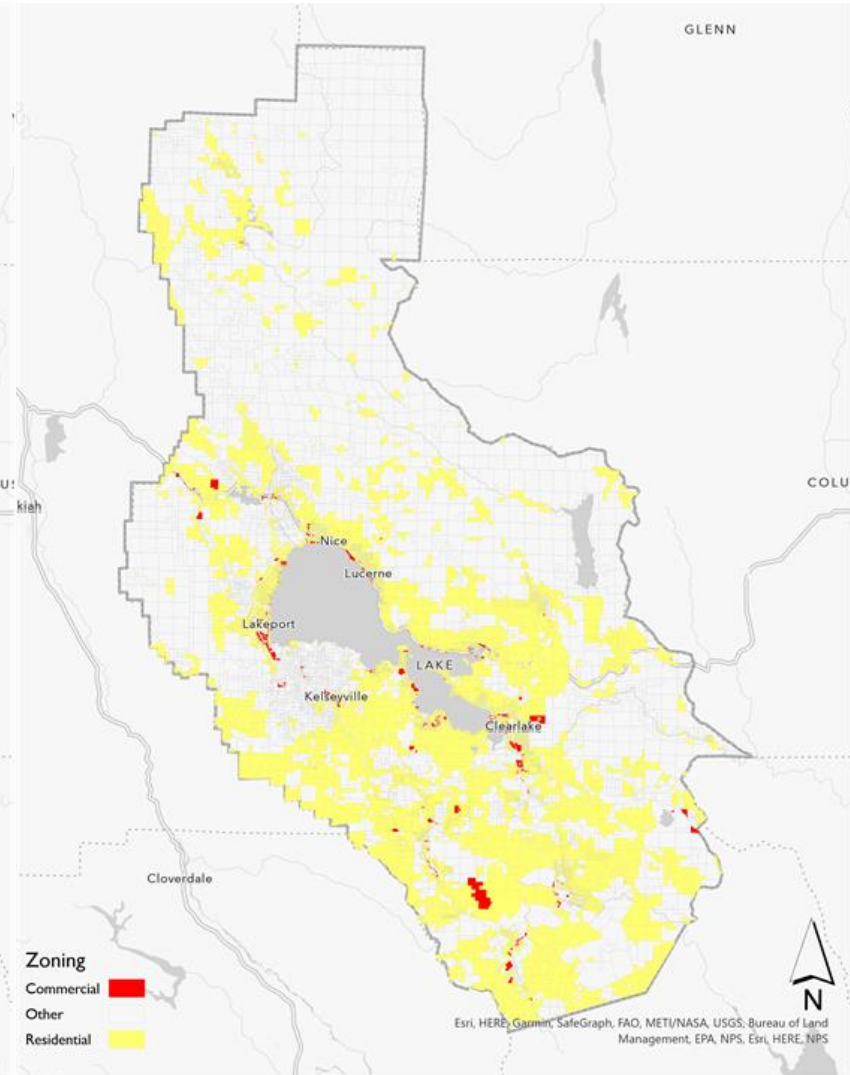 GLENN
COLU
U!
kiah
Nice
Lucerne
Lakeport
LAKE
Kelseyville
Clearlake
Cloverdale
Zoning
Commercial
Other
Residential
N
Esri, HERE, Garmin, SafeGraph, FAO, METI/NASA, USGS, Bureau of Land
Management, EPA, NPS, Esri, HERE, NPS